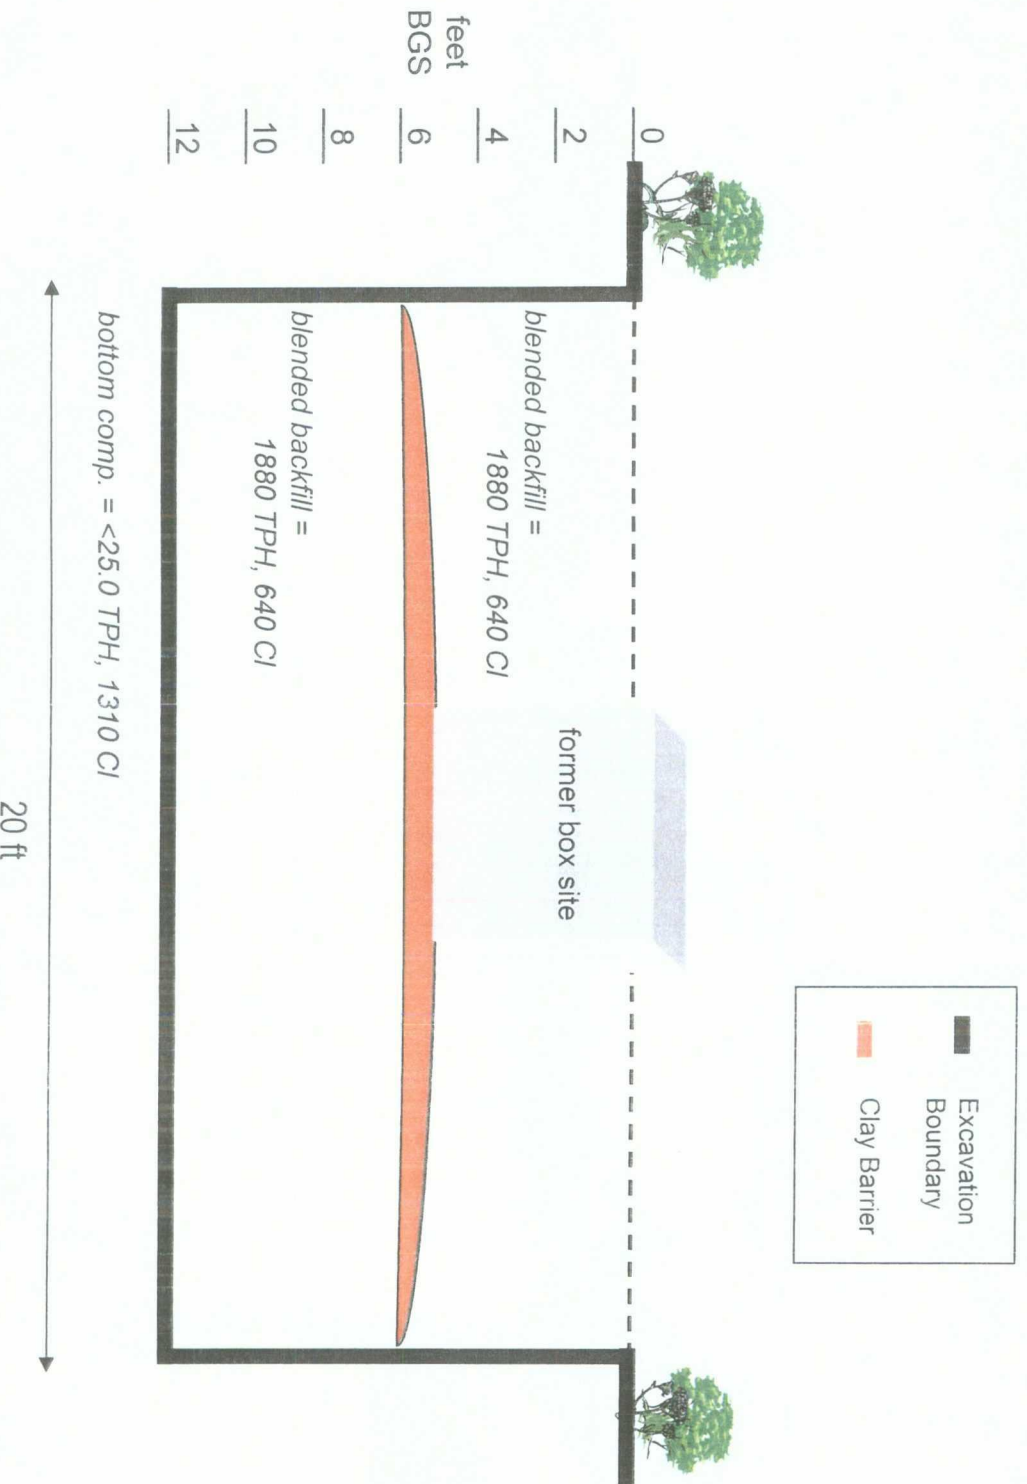 Excavation
Boundary
Clay Barrier
feet
BGS
0
2
4
6
8
10
12
former box site
blended backfill =
1880 TPH, 640 Cl
blended backfill =
1880 TPH, 640 Cl
bottom comp. = <25.0 TPH, 1310 Cl
20 ft